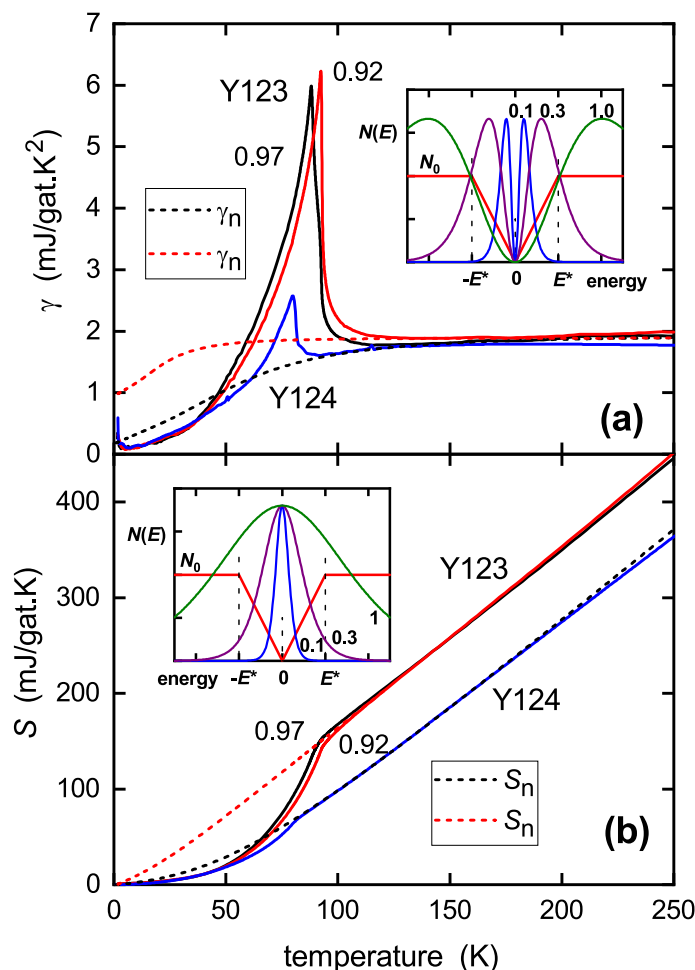 7
6
5
4
3
2
1
0
γ (mJ/gat.K²)
Y123
0.92
0.97
γn
γn
Y124
(a)
N(E)
N₀
0.1
0.3
1.0
-E*
0
E*
energy
400
300
200
100
0
S (mJ/gat.K)
N(E)
N₀
1
0.3
0.1
energy
-E*
0
E*
Y123
Y124
0.97
0.92
Sn
Sn
(b)
0
50
100
150
200
250
temperature (K)